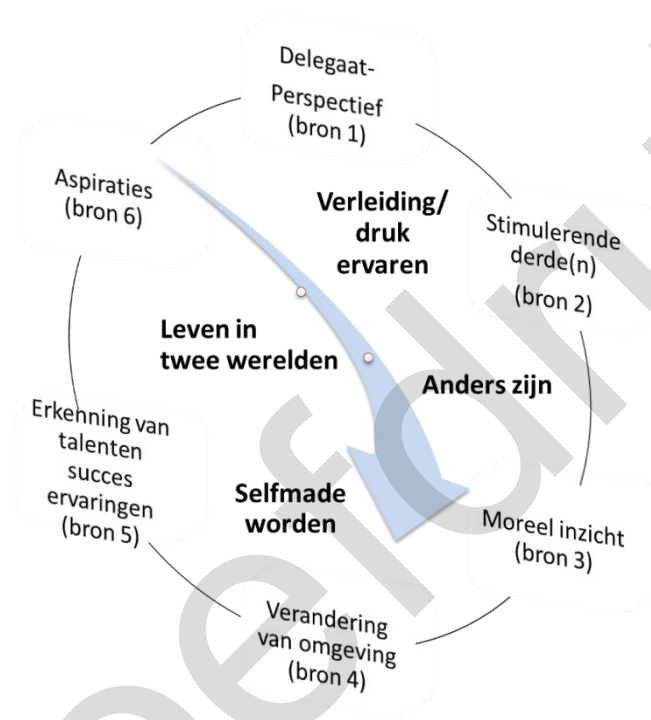 Delegaat-
Perspectief
(bron 1)
Aspiraties
(bron 6)
Verleiding/
druk
ervaren
Stimulerende
derde(n)
(bron 2)
Leven in
twee werelden
Anders zijn
Erkenning van
talenten
succes
ervaringen
(bron 5)
Selfmade
worden
Moreel inzicht
(bron 3)
Verandering
van omgeving
(bron 4)